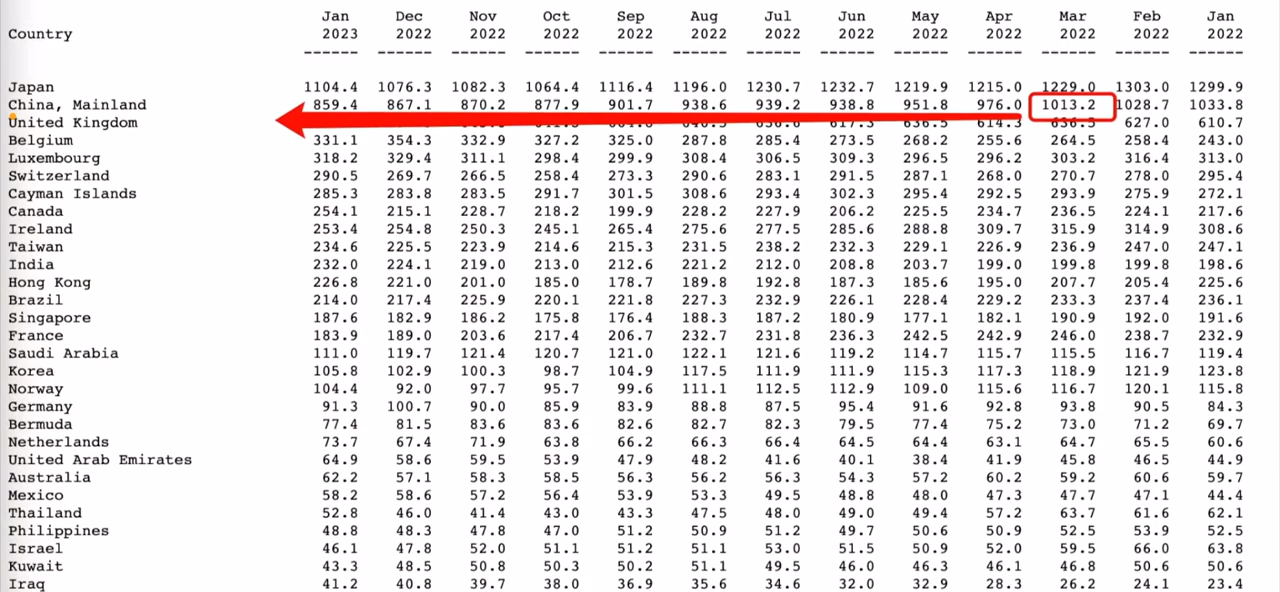 Jan Dec Nov Oct Sep Aug Jul Jun May Apr Mar Feb Jan
Country 2023 2022 2022 2022 2022 2022 2022 2022 2022 2022 2022 2022 2022
------ ------ ------ ------ ------ ------ ------ ------ ------ ------ ------ ------ ------
Japan 1104.4 1076.3 1082.3 1064.4 1116.4 1196.0 1230.7 1232.7 1219.9 1215.0 1229.0 1303.0 1299.9
China, Mainland 859.4 867.1 870.2 877.9 901.7 938.6 939.2 938.8 951.8 976.0 1013.2 1028.7 1033.8
United Kingdom 614.3 636.5 627.0 610.7
Belgium 331.1 354.3 332.9 327.2 325.0 287.8 285.4 273.5 268.2 255.6 264.5 258.4 243.0
Luxembourg 318.2 329.4 311.1 298.4 299.9 308.4 306.5 309.3 296.5 296.2 303.2 316.4 313.0
Switzerland 290.5 269.7 266.5 258.4 273.3 290.6 283.1 291.5 287.1 268.0 270.7 278.0 295.4
Cayman Islands 285.3 283.8 283.5 291.7 301.5 308.6 293.4 302.3 295.4 292.5 293.9 275.9 272.1
Canada 254.1 215.1 228.7 218.2 199.9 228.2 227.9 206.2 225.5 234.7 236.5 224.1 217.6
Ireland 253.4 254.8 250.3 245.1 265.4 275.6 277.5 285.6 288.8 309.7 315.9 314.9 308.6
Taiwan 234.6 225.5 223.9 214.6 215.3 231.5 238.2 232.3 229.1 226.9 236.9 247.0 247.1
India 232.0 224.1 219.0 213.0 212.6 221.2 212.0 208.8 203.7 199.0 199.8 199.8 198.6
Hong Kong 226.8 221.0 201.0 185.0 178.7 189.8 192.8 187.3 185.6 195.0 207.7 205.4 225.6
Brazil 214.0 217.4 225.9 220.1 221.8 227.3 232.9 226.1 228.4 229.2 233.3 237.4 236.1
Singapore 187.6 182.9 186.2 175.8 176.4 188.3 187.2 180.9 177.1 182.1 190.9 192.0 191.6
France 183.9 189.0 203.6 217.4 206.7 232.7 231.8 236.3 242.5 242.9 246.0 238.7 232.9
Saudi Arabia 111.0 119.7 121.4 120.7 121.0 122.1 121.6 119.2 114.7 115.7 115.5 116.7 119.4
Korea 105.8 102.9 100.3 98.7 104.9 117.5 111.9 111.9 115.3 117.3 118.9 121.9 123.8
Norway 104.4 92.0 97.7 95.7 99.6 111.1 112.5 112.9 109.0 115.6 116.7 120.1 115.8
Germany 91.3 100.7 90.0 85.9 83.9 88.8 87.5 95.4 91.6 92.8 93.8 90.5 84.3
Bermuda 77.4 81.5 83.6 83.6 82.6 82.7 82.3 79.5 77.4 75.2 73.0 71.2 69.7
Netherlands 73.7 67.4 71.9 63.8 66.2 66.3 66.4 64.5 64.4 63.1 64.7 65.5 60.6
United Arab Emirates 64.9 58.6 59.5 53.9 47.9 48.2 41.6 40.1 38.4 41.9 45.8 46.5 44.9
Australia 62.2 57.1 58.3 58.5 56.3 56.2 56.3 54.3 57.2 60.2 59.2 60.6 59.7
Mexico 58.2 58.6 57.2 56.4 53.9 53.3 49.5 48.8 48.0 47.3 47.7 47.1 44.4
Thailand 52.8 46.0 41.4 43.0 43.3 47.5 48.0 49.0 49.4 57.2 63.7 61.6 62.1
Philippines 48.8 48.3 47.8 47.0 51.2 50.9 51.2 49.7 50.6 50.9 52.5 53.9 52.5
Israel 46.1 47.8 52.0 51.1 51.2 51.1 53.0 51.5 50.9 52.0 59.5 66.0 63.8
Kuwait 43.3 48.5 50.8 50.3 50.2 51.1 49.5 46.0 46.3 46.1 46.8 50.6 50.6
Iraq 41.2 40.8 39.7 38.0 36.9 35.6 34.6 32.0 32.9 28.3 26.2 24.1 23.4